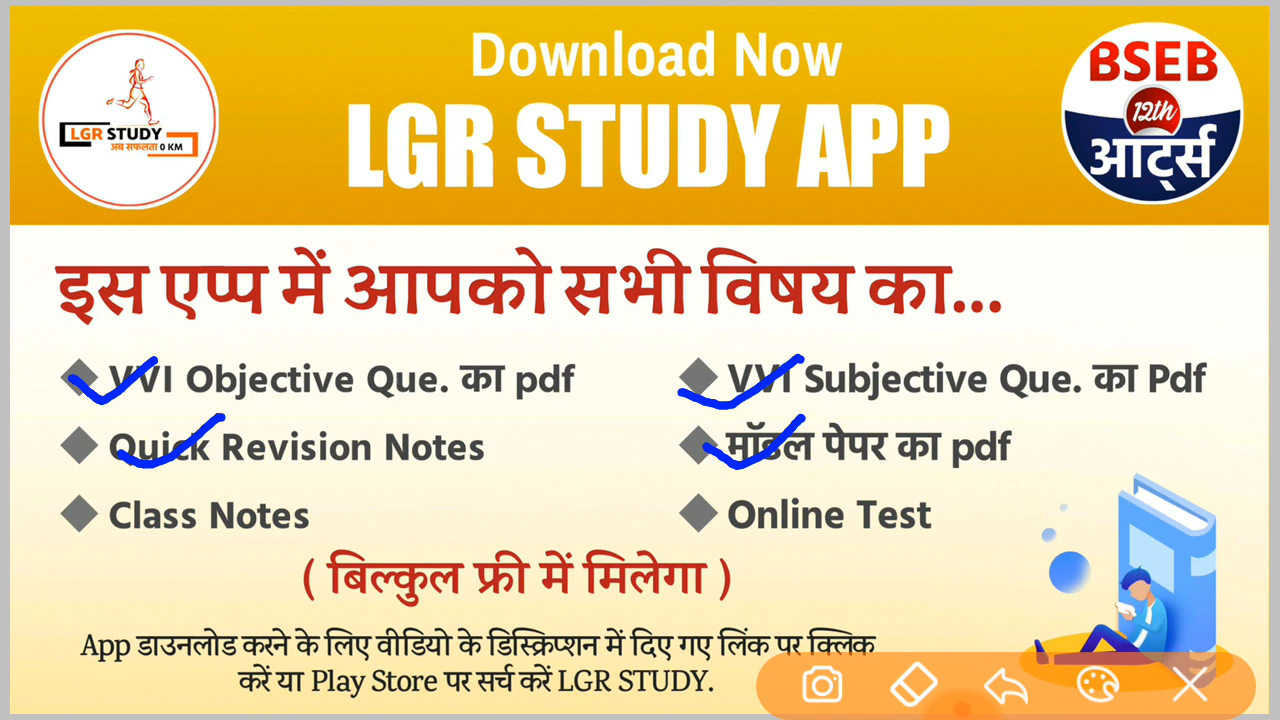 Download Now
LGR STUDY APP
LGR STUDY
अब सफलता 0 KM
BSEB
12th
आर्ट्स
इस एप्प में आपको सभी विषय का...
VVI Objective Que. का pdf
VVI Subjective Que. का Pdf
Quick Revision Notes
मॉडल पेपर का pdf
Class Notes
Online Test
( बिल्कुल फ्री में मिलेगा )
App डाउनलोड करने के लिए वीडियो के डिस्क्रिप्शन में दिए गए लिंक पर क्लिक
करें या Play Store पर सर्च करें LGR STUDY.